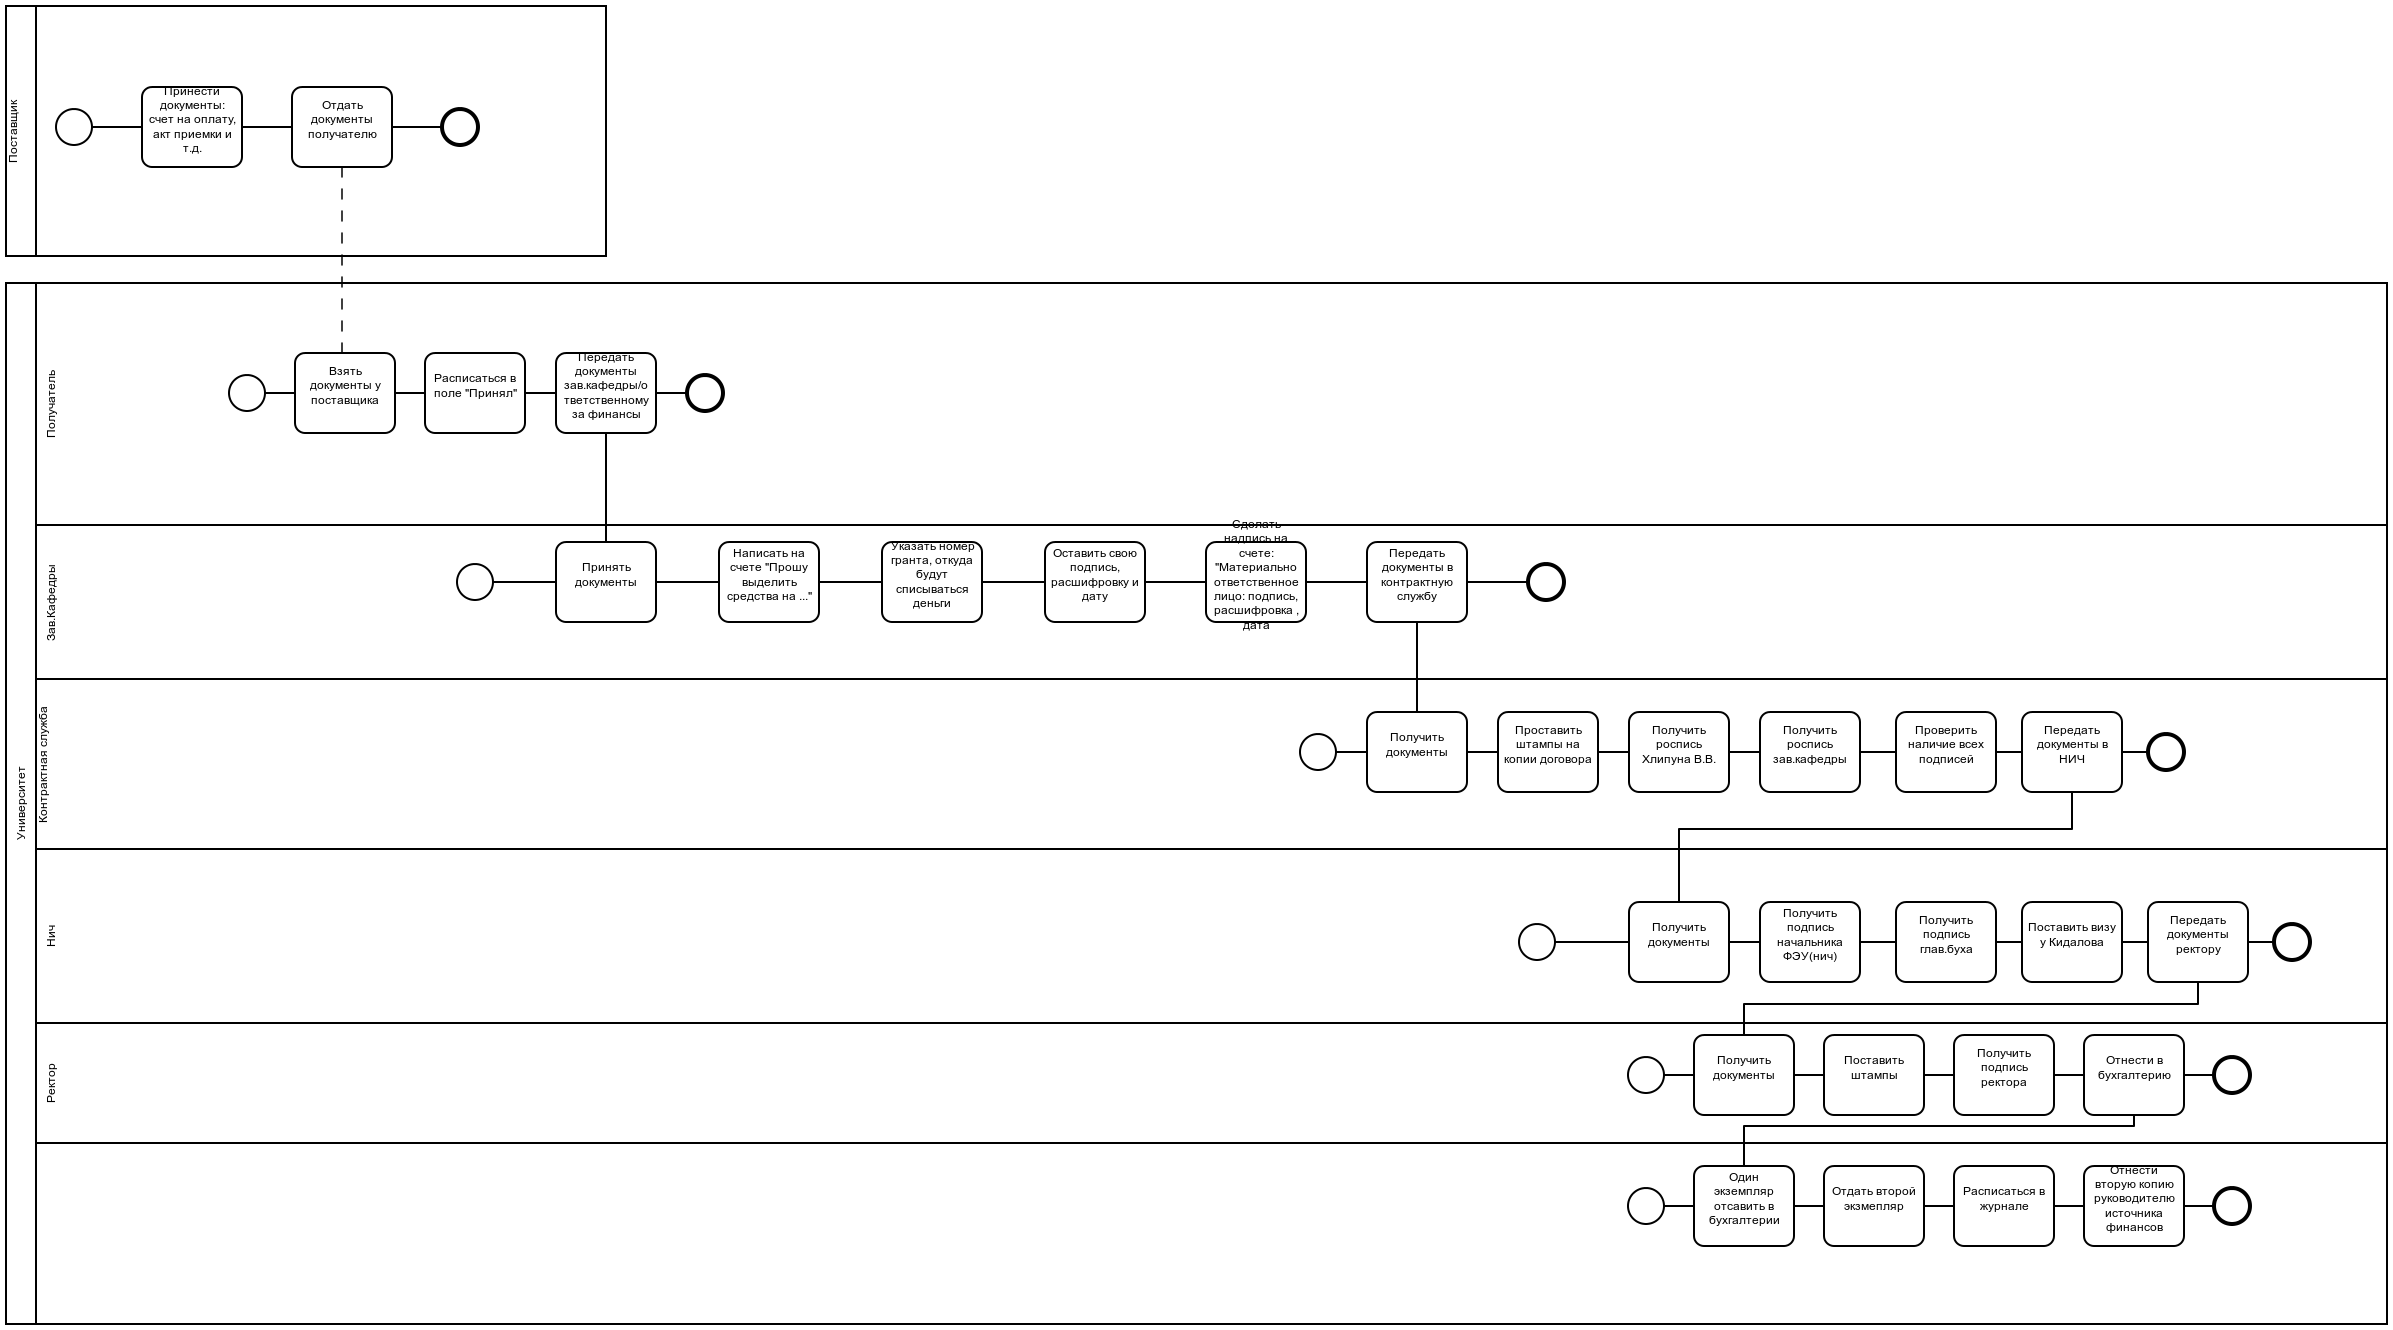 Поставщик
Принести
документы:
счет на оплату,
акт приемки и
т.д.
Отдать
документы
получателю
Университет
Получатель
Взять
документы у
поставщика
Расписаться в
поле "Принял"
Передать
документы
зав.кафедры/о
тветственному
за финансы
Зав.Кафедры
Принять
документы
Написать на
счете "Прошу
выделить
средства на ..."
Указать номер
гранта, откуда
будут
списываться
деньги
Оставить свою
подпись,
расшифровку и
дату
Сдолать
надпись на
счете:
"Материально
ответственное
лицо: подпись,
расшифровка ,
дата
Передать
документы в
контрактную
службу
Контрактная служба
Получить
документы
Проставить
штампы на
копии договора
Получить
роспись
Хлипуна В.В.
Получить
роспись
зав.кафедры
Проверить
наличие всех
подписей
Передать
документы в
НИЧ
Нич
Получить
документы
Получить
подпись
начальника
ФЭУ(нич)
Получить
подпись
глав.буха
Поставить визу
у Кидалова
Передать
документы
ректору
Ректор
Получить
документы
Поставить
штампы
Получить
подпись
ректора
Отнести в
бухгалтерию
Один
экземпляр
отсавить в
бухгалтерии
Отдать второй
экзмепляр
Расписаться в
журнале
Отнести
вторую копию
руководителю
источника
финансов